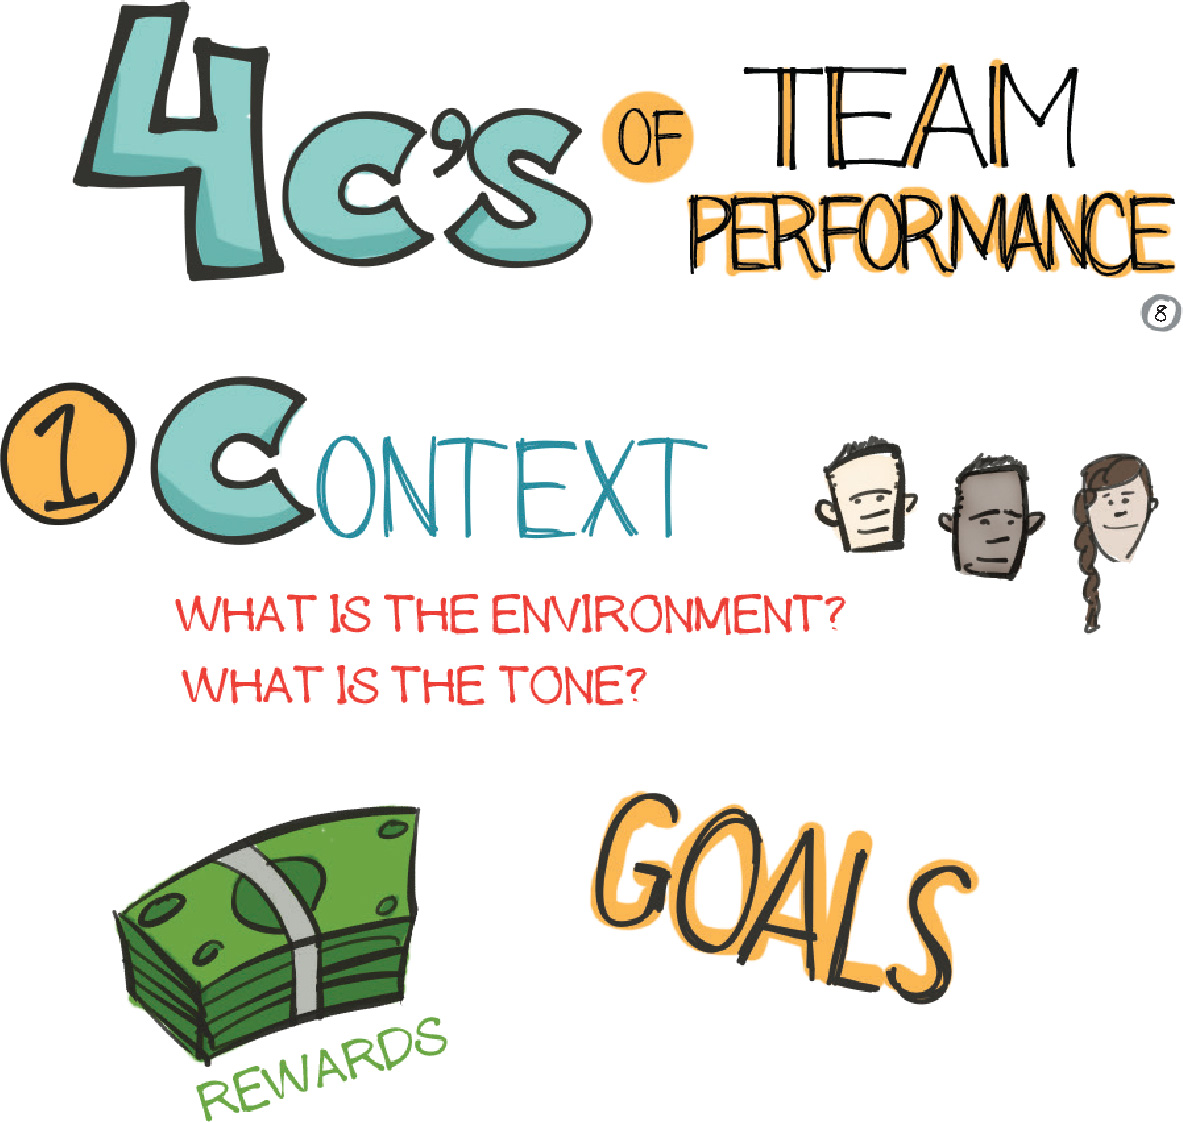 4C'S OF TEAM
PERFORMANCE
8
1 CONTEXT
WHAT IS THE ENVIRONMENT?
WHAT IS THE TONE?
GOALS
REWARDS